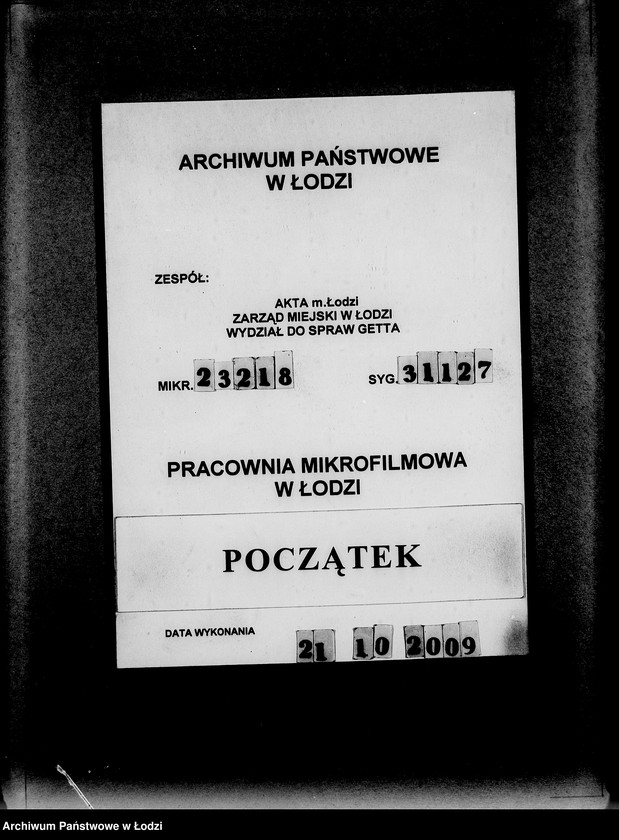 ARCHIWUM PAŃSTWOWE
W ŁODZI
ZESPÓŁ:
AKTA m.Łodzi
ZARZĄD MIEJSKI W ŁODZI
WYDZIAŁ DO SPRAW GETTA
MIKR. 23218 SYG. 31127
PRACOWNIA MIKROFILMOWA
W ŁODZI
POCZĄTEK
DATA WYKONANIA 21 10 2009
Archiwum Państwowe w Łodzi